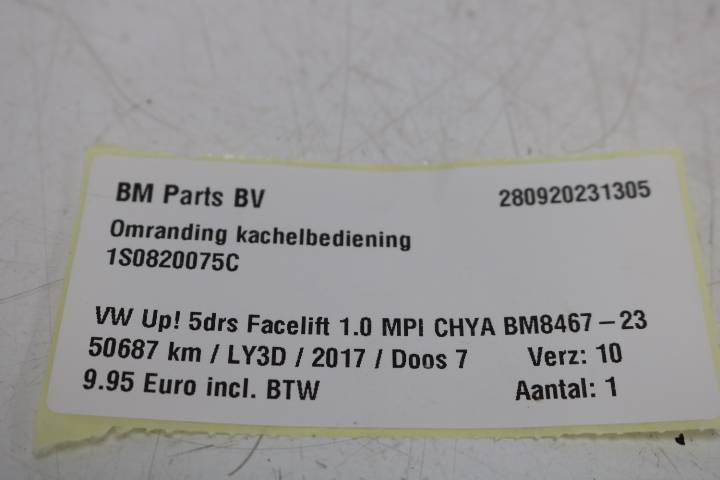 BM Parts BV 280920231305
Omranding kachelbediening
1S0820075C
VW Up! 5drs Facelift 1.0 MPI CHYA BM8467-23
50687 km / LY3D / 2017 / Doos 7 Verz: 10
9.95 Euro incl. BTW Aantal: 1